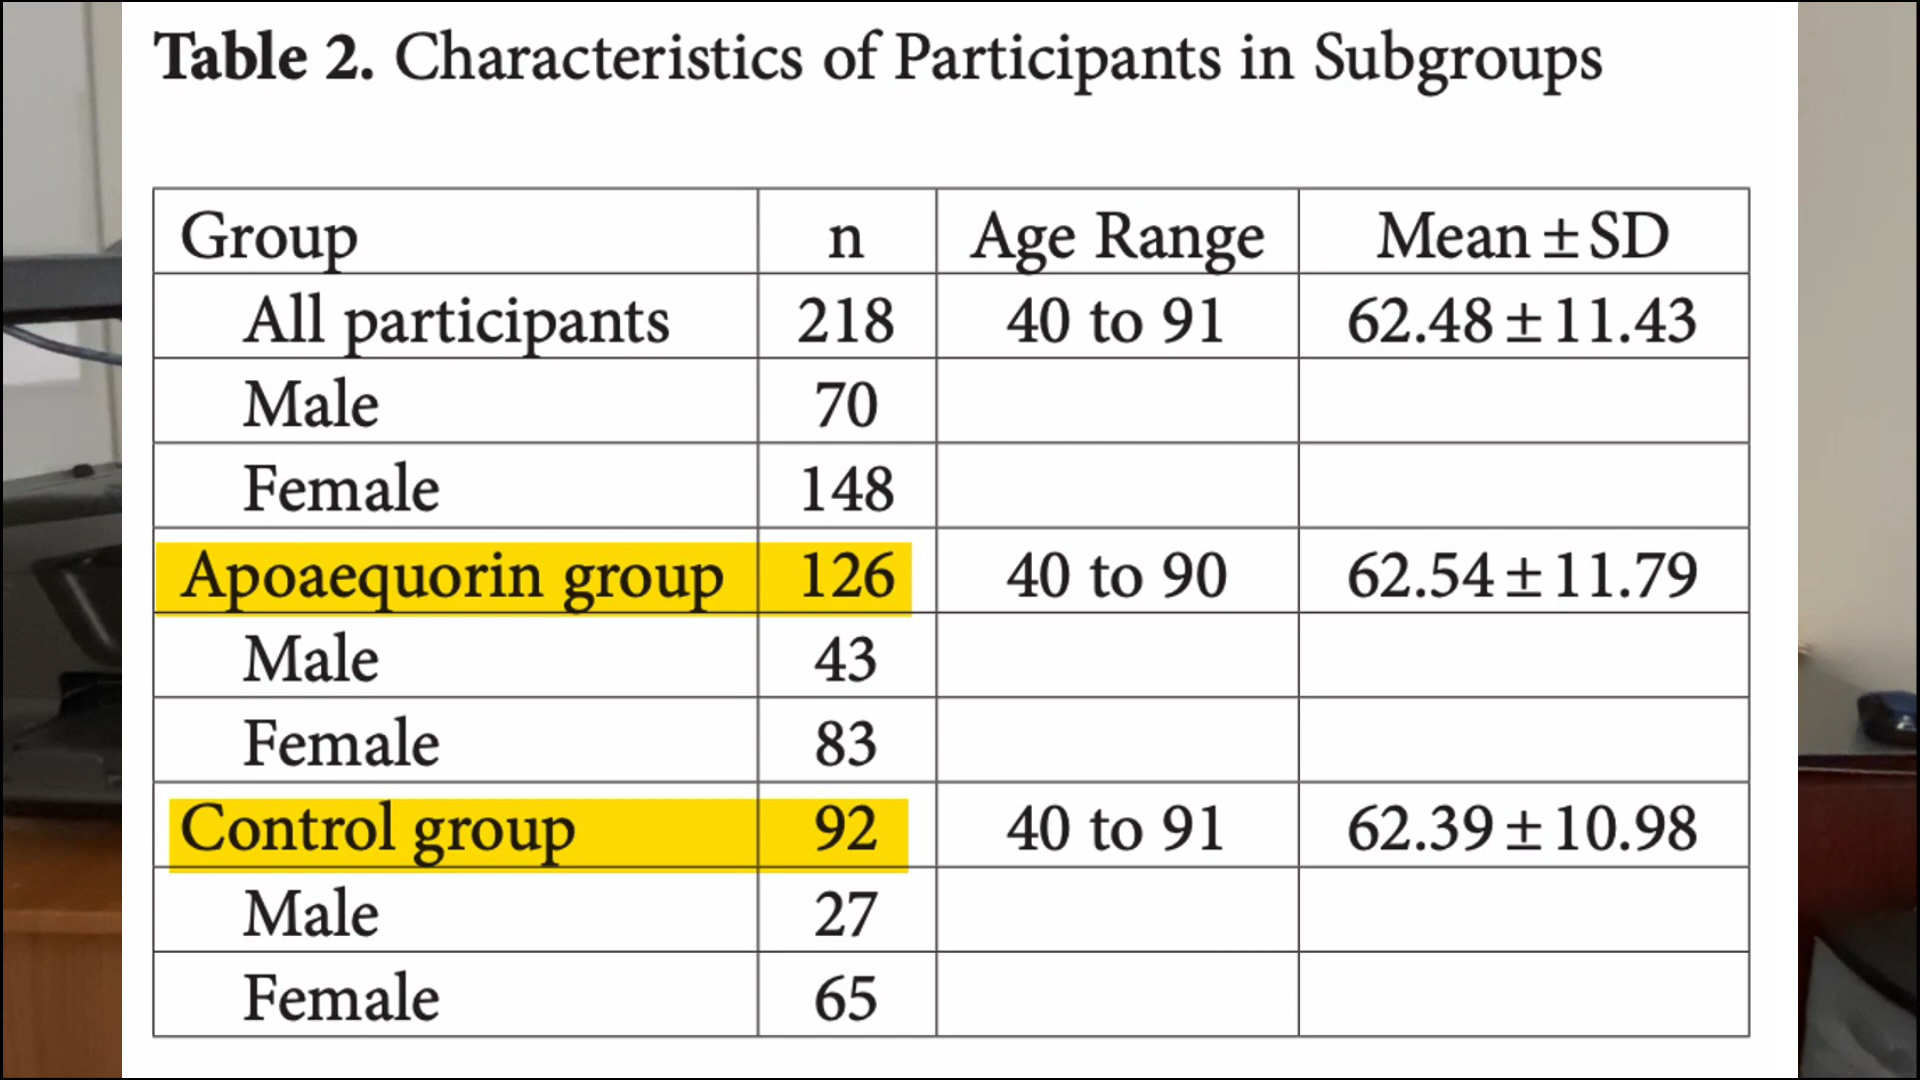 Table 2. Characteristics of Participants in Subgroups
Group n Age Range Mean ± SD
All participants 218 40 to 91 62.48 ± 11.43
Male 70
Female 148
Apoaequorin group 126 40 to 90 62.54 ± 11.79
Male 43
Female 83
Control group 92 40 to 91 62.39 ± 10.98
Male 27
Female 65